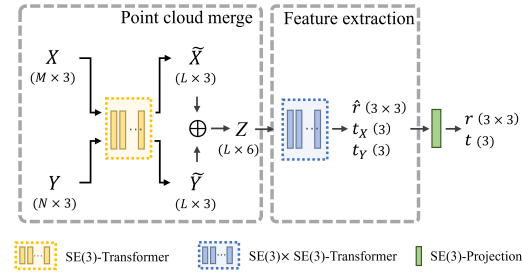 Point cloud merge
Feature extraction
X
(M × 3)
X̃
(L × 3)
...
⊕
Z
(L × 6)
Y
(N × 3)
Ỹ
(L × 3)
...
r̂ (3 × 3)
t_X (3)
t_Y (3)
r (3 × 3)
t (3)
... SE(3)-Transformer
... SE(3)× SE(3)-Transformer
SE(3)-Projection